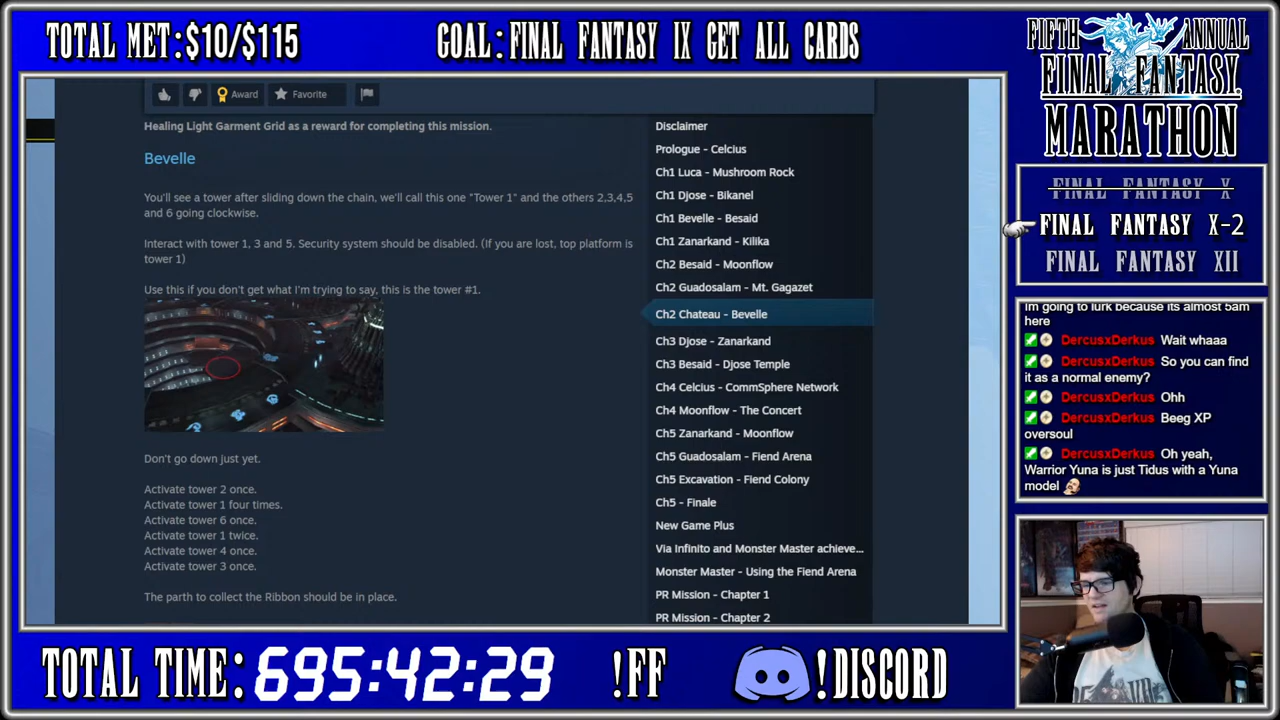 TOTAL MET:$10/$115
GOAL:FINAL FANTASY IX GET ALL CARDS
FIFTH ANNUAL
FINAL FANTASY
MARATHON
FINAL FANTASY X
FINAL FANTASY X-2
FINAL FANTASY XII
Award
Favorite
Healing Light Garment Grid as a reward for completing this mission.
Bevelle
You'll see a tower after sliding down the chain, we'll call this one "Tower 1" and the others 2,3,4,5
and 6 going clockwise.
Interact with tower 1, 3 and 5. Security system should be disabled. (If you are lost, top platform is
tower 1)
Use this if you don't get what I'm trying to say, this is the tower #1.
Don't go down just yet.
Activate tower 2 once.
Activate tower 1 four times.
Activate tower 6 once.
Activate tower 1 twice.
Activate tower 4 once.
Activate tower 3 once.
The parth to collect the Ribbon should be in place.
Disclaimer
Prologue - Celcius
Ch1 Luca - Mushroom Rock
Ch1 Djose - Bikanel
Ch1 Bevelle - Besaid
Ch1 Zanarkand - Kilika
Ch2 Besaid - Moonflow
Ch2 Guadosalam - Mt. Gagazet
Ch2 Chateau - Bevelle
Ch3 Djose - Zanarkand
Ch3 Besaid - Djose Temple
Ch4 Celcius - CommSphere Network
Ch4 Moonflow - The Concert
Ch5 Zanarkand - Moonflow
Ch5 Guadosalam - Fiend Arena
Ch5 Excavation - Fiend Colony
Ch5 - Finale
New Game Plus
Via Infinito and Monster Master achieve...
Monster Master - Using the Fiend Arena
PR Mission - Chapter 1
PR Mission - Chapter 2
Im going to lurk because its almost 5am
here
DercusxDerkus Wait whaaa
DercusxDerkus So you can find
it as a normal enemy?
DercusxDerkus Ohh
DercusxDerkus Beeg XP
oversoul
DercusxDerkus Oh yeah,
Warrior Yuna is just Tidus with a Yuna
model
TOTAL TIME: 695:42:29
!FF
!DISCORD